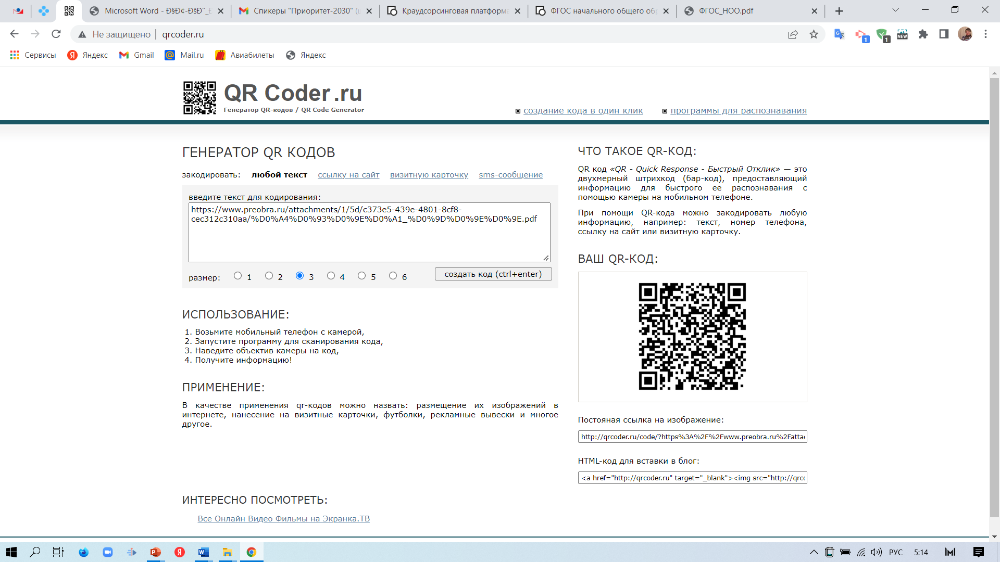 Microsoft Word - Ð§Ð¢-ÐšÐ¨_Ð
Спикеры "Приоритет-2030" (ш
Краудсорсинговая платформа
ФГОС начального общего обр
ФГОС_НОО.pdf
Не защищено | qrcoder.ru
1
1
NEW
Сервисы
Яндекс
Gmail
Mail.ru
Авиабилеты
Яндекс
QR Coder.ru
Генератор QR-кодов / QR Code Generator
создание кода в один клик
программы для распознавания
ГЕНЕРАТОР QR КОДОВ
закодировать: любой текст ссылку на сайт визитную карточку sms-сообщение
введите текст для кодирования:
https://www.preobra.ru/attachments/1/5d/c373e5-439e-4801-8cf8-
cec312c310aa/%D0%A4%D0%93%D0%9E%D0%A1_%D0%9D%D0%9E%D0%9E.pdf
размер: 1 2 3 4 5 6
создать код (ctrl+enter)
ИСПОЛЬЗОВАНИЕ:
1. Возьмите мобильный телефон с камерой,
2. Запустите программу для сканирования кода,
3. Наведите объектив камеры на код,
4. Получите информацию!
ПРИМЕНЕНИЕ:
В качестве применения qr-кодов можно назвать: размещение их изображений в
интернете, нанесение на визитные карточки, футболки, рекламные вывески и многое
другое.
ИНТЕРЕСНО ПОСМОТРЕТЬ:
Все Онлайн Видео Фильмы на Экранка.ТВ
ЧТО ТАКОЕ QR-КОД:
QR код «QR - Quick Response - Быстрый Отклик» — это
двухмерный штрихкод (бар-код), предоставляющий
информацию для быстрого ее распознавания с
помощью камеры на мобильном телефоне.
При помощи QR-кода можно закодировать любую
информацию, например: текст, номер телефона,
ссылку на сайт или визитную карточку.
ВАШ QR-КОД:
Постояная ссылка на изображение:
http://qrcoder.ru/code/?https%3A%2F%2Fwww.preobra.ru%2Fattac
HTML-код для вставки в блог:
<a href="http://qrcoder.ru" target="_blank"><img src="http://qrcc
РУС
5:14